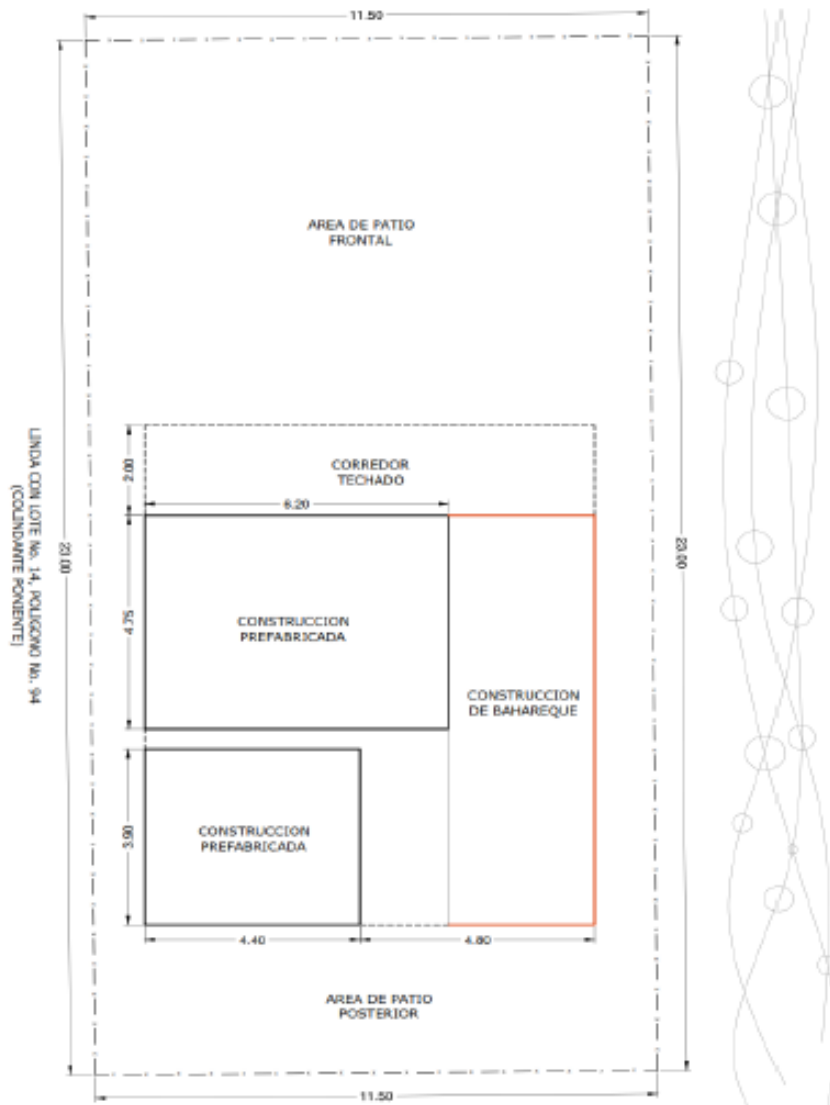 11.50
23.00
23.00
AREA DE PATIO
FRONTAL
LINDA CON LOTE No. 14, POLIGONO No. 94
(COLINDANTE PONIENTE)
2.00
CORREDOR
TECHADO
6.20
4.75
CONSTRUCCION
PREFABRICADA
CONSTRUCCION
DE BAHAREQUE
3.90
CONSTRUCCION
PREFABRICADA
4.40
4.80
AREA DE PATIO
POSTERIOR
11.50